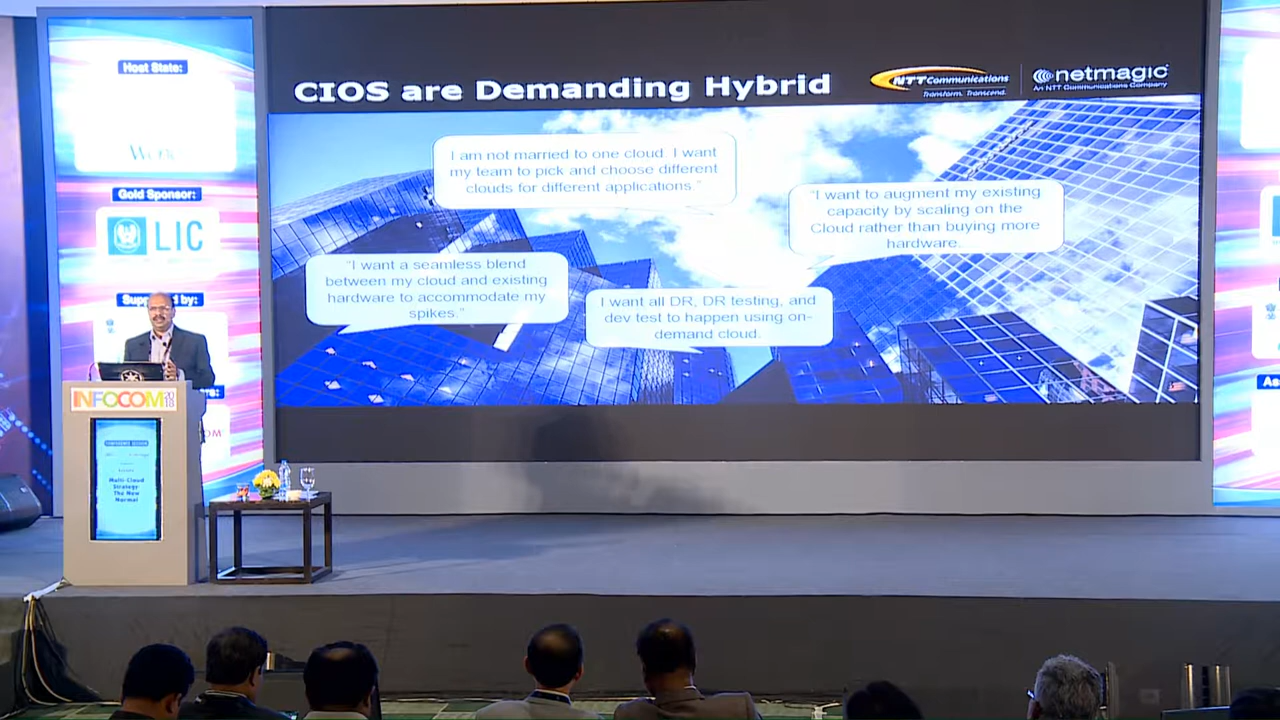 Host State:
Gold Sponsor:
LIC
CIOS are Demanding Hybrid
NTT Communications
Transform. Transcend.
netmagic
An NTT Communications Company
I am not married to one cloud. I want
my team to pick and choose different
clouds for different applications.”
“I want to augment my existing
capacity by scaling on the
Cloud rather than buying more
hardware.
“I want a seamless blend
between my cloud and existing
hardware to accommodate my
spikes.”
I want all DR, DR testing, and
dev test to happen using on-
demand cloud.
INFOCOM 2018
CONFERENCE SESSION
Multi-Cloud
Strategy:
The New
Normal